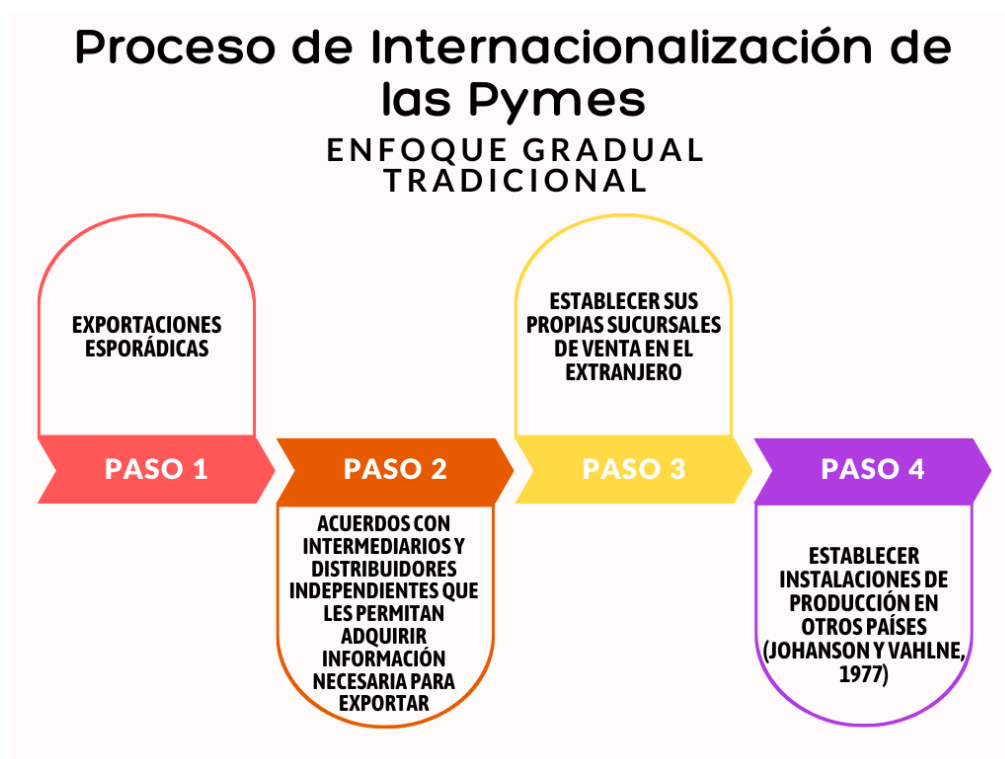 Proceso de Internacionalización de
las Pymes
ENFOQUE GRADUAL
TRADICIONAL
EXPORTACIONES
ESPORÁDICAS
PASO 1
PASO 2
ACUERDOS CON
INTERMEDIARIOS Y
DISTRIBUIDORES
INDEPENDIENTES QUE
LES PERMITAN
ADQUIRIR
INFORMACIÓN
NECESARIA PARA
EXPORTAR
ESTABLECER SUS
PROPIAS SUCURSALES
DE VENTA EN EL
EXTRANJERO
PASO 3
PASO 4
ESTABLECER
INSTALACIONES DE
PRODUCCIÓN EN
OTROS PAÍSES
(JOHANSON Y VAHLNE,
1977)